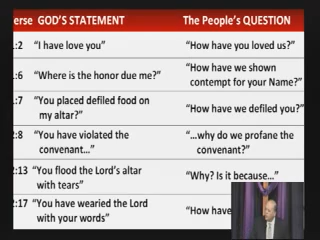 erse GOD'S STATEMENT The People's QUESTION
1:2 "I have love you" "How have you loved us?"
1:6 "Where is the honor due me?" "How have we shown
contempt for your Name?"
1:7 "You placed defiled food on
my altar?" "How have we defiled you?"
2:8 "You have violated the
convenant..." "...why do we profane the
convenant?"
2:13 "You flood the Lord's altar
with tears" "Why? Is it because..."
2:17 "You have wearied the Lord
with your words" "How have